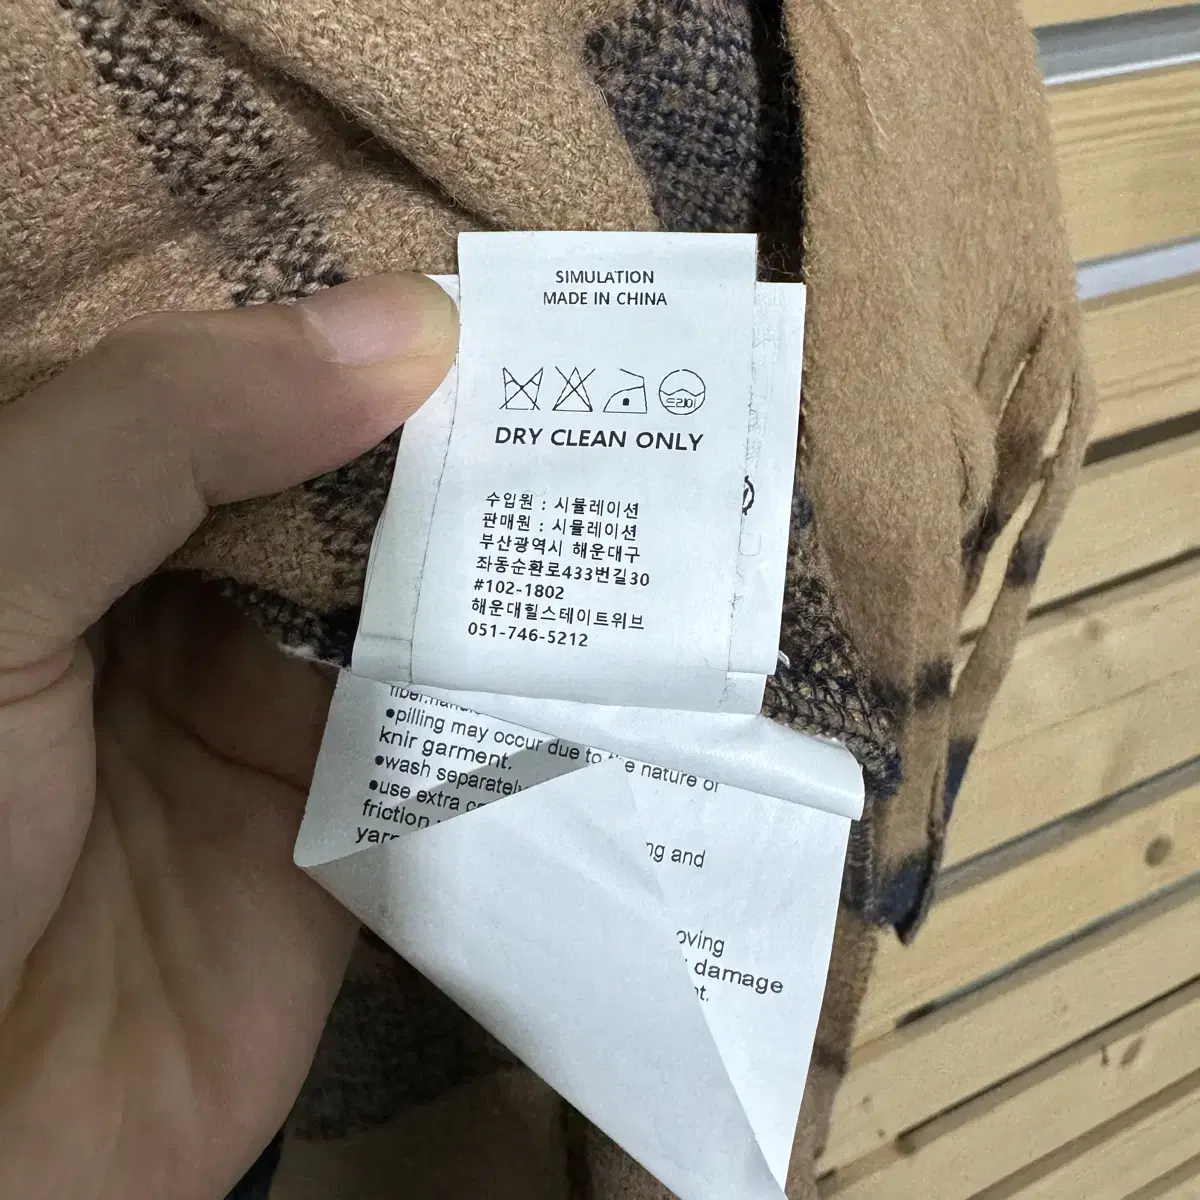 SIMULATION
MADE IN CHINA
드라이
DRY CLEAN ONLY
수입원 : 시뮬레이션
판매원 : 시뮬레이션
부산광역시 해운대구
좌동순환로433번길30
#102-1802
해운대힐스테이트위브
051-746-5212
●pilling may occur due to the nature of
knir garment.
●wash separately
●use extra
friction
ng and
oving
damage